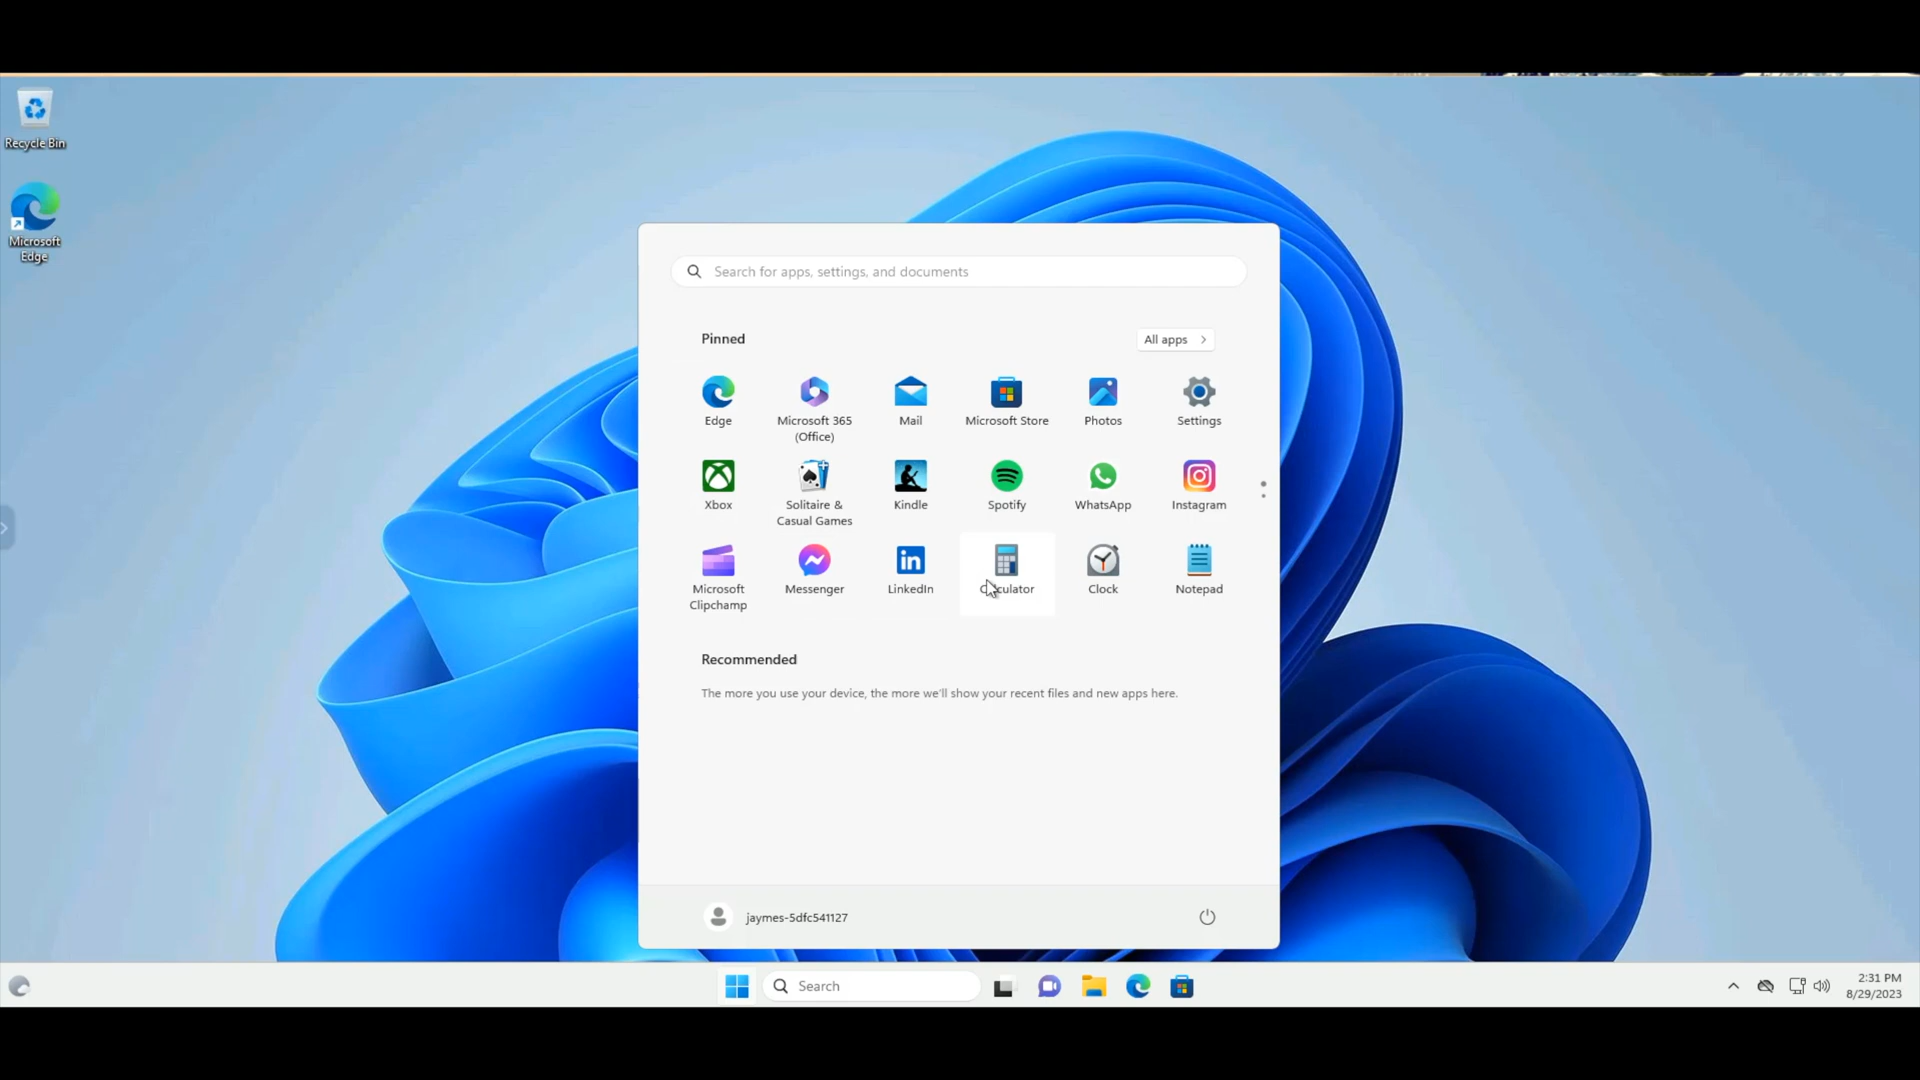 Recycle Bin
Microsoft
Edge
Search for apps, settings, and documents
Pinned
All apps
Edge
Microsoft 365
(Office)
Mail
Microsoft Store
Photos
Settings
Xbox
Solitaire &
Casual Games
Kindle
Spotify
WhatsApp
Instagram
Microsoft
Clipchamp
Messenger
LinkedIn
Calculator
Clock
Notepad
Recommended
The more you use your device, the more we'll show your recent files and new apps here.
jaymes-5dfc541127
Search
2:31 PM
8/29/2023